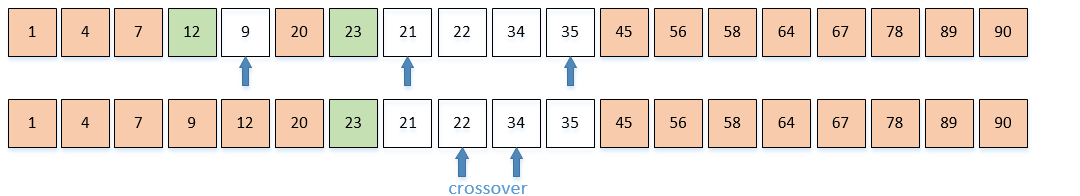 1 4 7 12 9 20 23 21 22 34 35 45 56 58 64 67 78 89 90
1 4 7 9 12 20 23 21 22 34 35 45 56 58 64 67 78 89 90
crossover